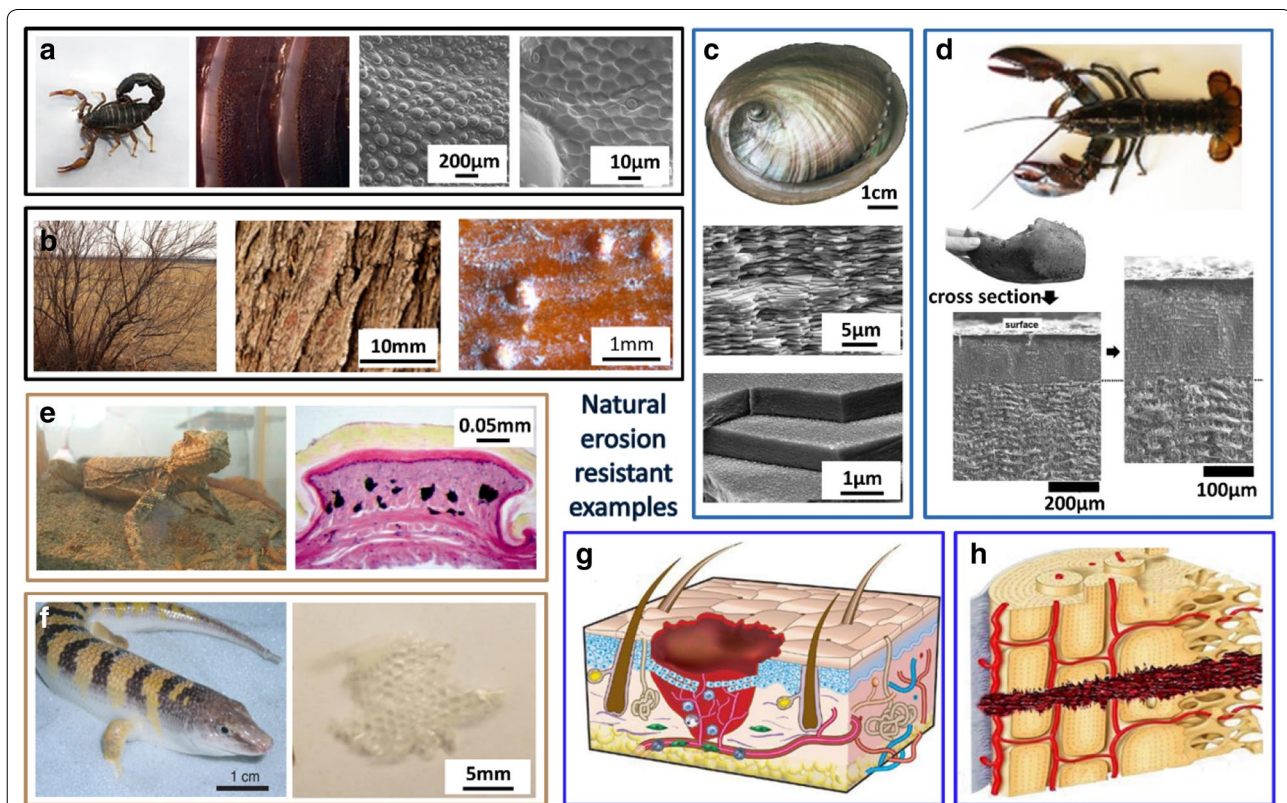 a
200μm
10μm
b
10mm
1mm
c
1cm
5μm
1μm
d
cross section
surface
200μm
100μm
e
0.05mm
Natural
erosion
resistant
examples
f
1 cm
5mm
g
h